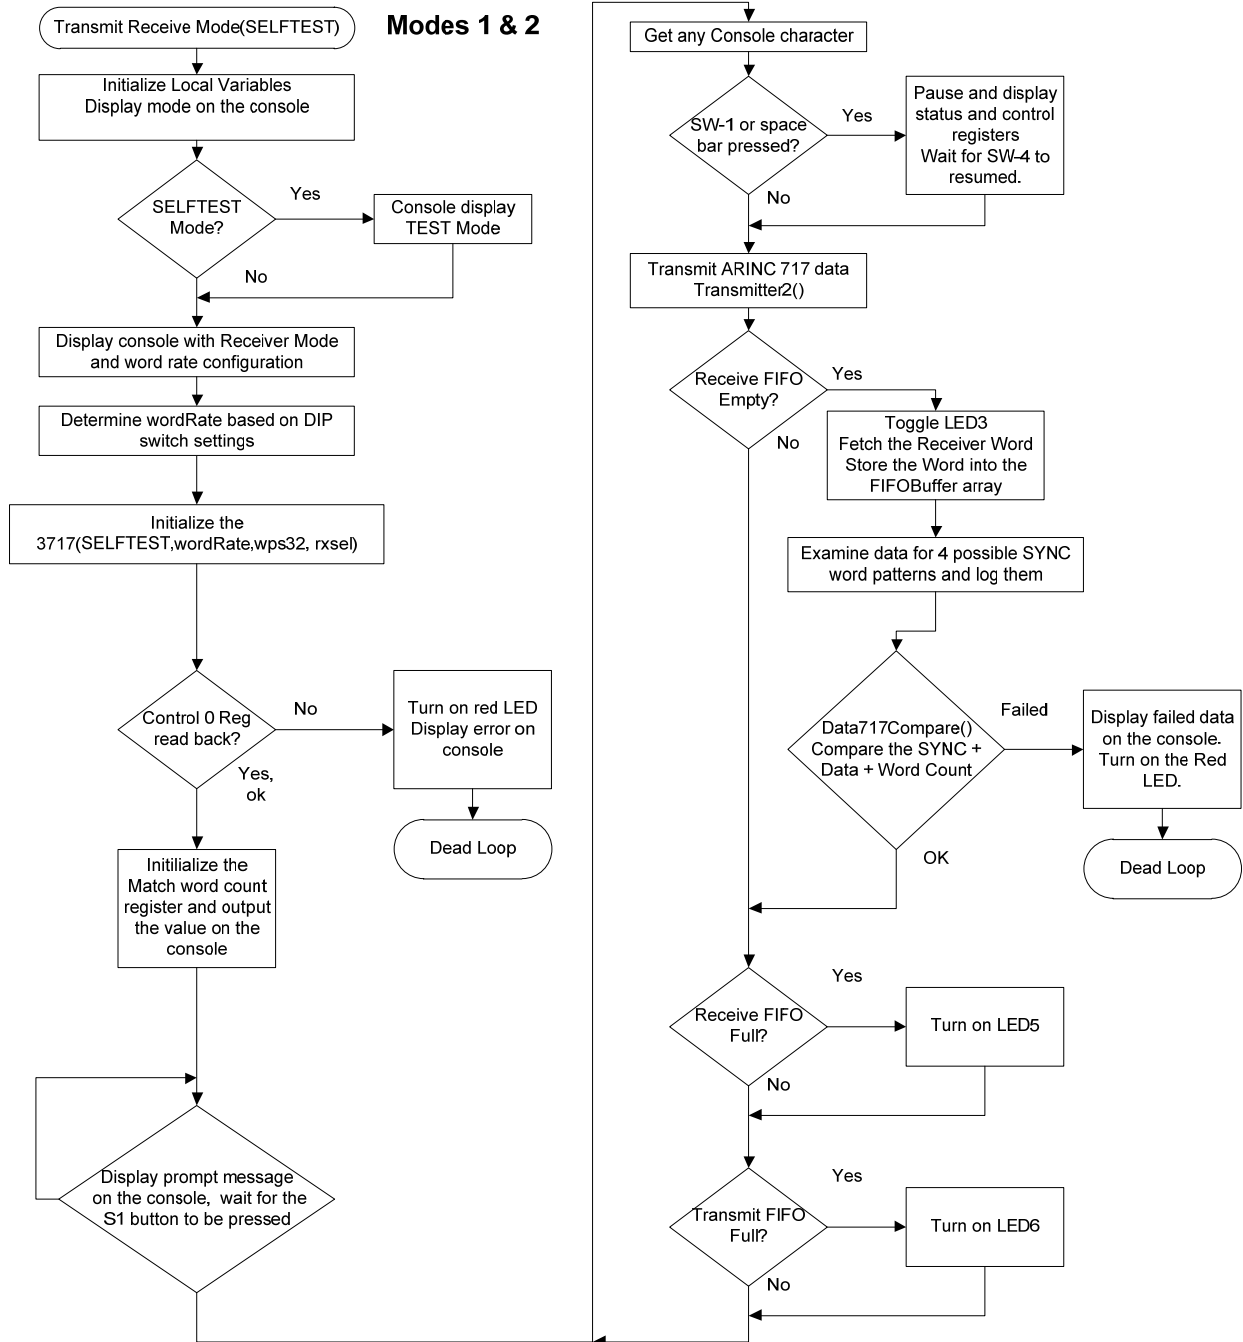 Transmit Receive Mode(SELFTEST)
Modes 1 & 2
Initialize Local Variables
Display mode on the console
SELFTEST
Mode?
Yes
Console display
TEST Mode
No
Display console with Receiver Mode
and word rate configuration
Determine wordRate based on DIP
switch settings
Initialize the
3717(SELFTEST,wordRate,wps32, rxsel)
Control 0 Reg
read back?
No
Turn on red LED
Display error on
console
Dead Loop
Yes,
ok
Initilialize the
Match word count
register and output
the value on the
console
Display prompt message
on the console, wait for the
S1 button to be pressed
Get any Console character
SW-1 or space
bar pressed?
Yes
Pause and display
status and control
registers
Wait for SW-4 to
resumed.
No
Transmit ARINC 717 data
Transmitter2()
Receive FIFO
Empty?
Yes
No
Toggle LED3
Fetch the Receiver Word
Store the Word into the
FIFOBuffer array
Examine data for 4 possible SYNC
word patterns and log them
Data717Compare()
Compare the SYNC +
Data + Word Count
Failed
Display failed data
on the console.
Turn on the Red
LED.
Dead Loop
OK
Receive FIFO
Full?
Yes
Turn on LED5
No
Transmit FIFO
Full?
Yes
Turn on LED6
No